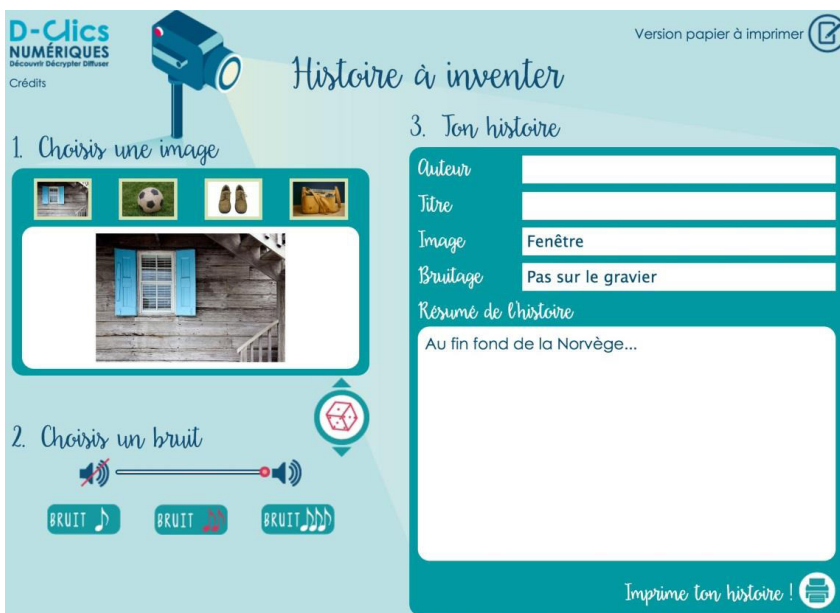 D-Clics
NUMÉRIQUES
Découvrir Décrypter Diffuser
Crédits
Version papier à imprimer
Histoire à inventer
1. Choisis une image
2. Choisis un bruit
BRUIT
BRUIT
BRUIT
3. Ton histoire
Auteur
Titre
Image
Fenêtre
Bruitage
Pas sur le gravier
Résumé de l'histoire
Au fin fond de la Norvège...
Imprime ton histoire !